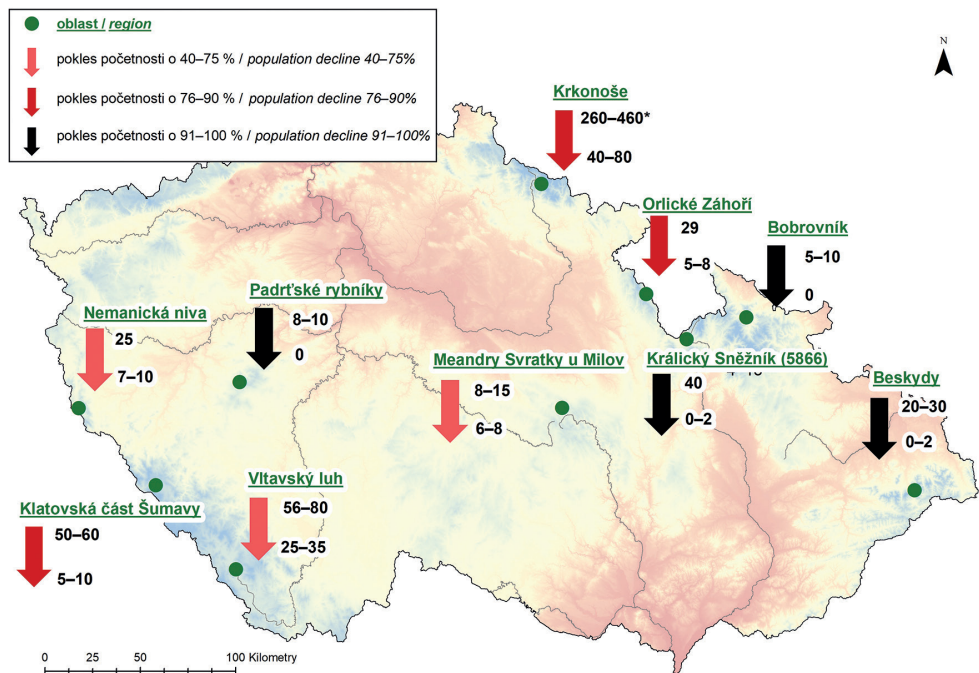 oblast / region
pokles početnosti o 40–75 % / population decline 40–75%
pokles početnosti o 76–90 % / population decline 76–90%
pokles početnosti o 91–100 % / population decline 91–100%
N
Krkonoše
260–460*
40–80
Orlické Záhoří
29
5–8
Bobrovník
5–10
0
Padrťské rybníky
8–10
0
Nemanická niva
25
7–10
Meandry Svratky u Milov
8–15
6–8
Králický Sněžník (5866)
40
0–2
Beskydy
20–30
0–2
Vltavský luh
56–80
25–35
Klatovská část Šumavy
50–60
5–10
0 25 50 100 Kilometry